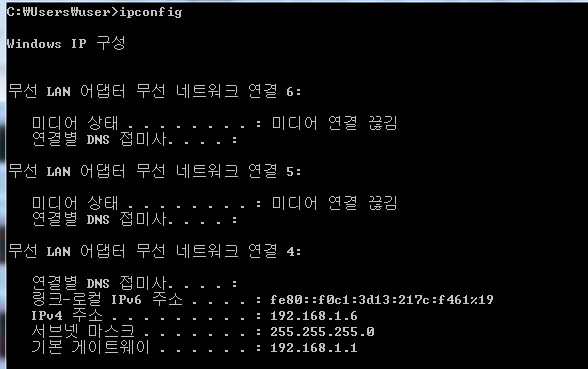 C:₩Users₩user>ipconfig
Windows IP 구성
무선 LAN 어댑터 무선 네트워크 연결 6:
미디어 상태 . . . . . . . . : 미디어 연결 끊김
연결별 DNS 접미사. . . . :
무선 LAN 어댑터 무선 네트워크 연결 5:
미디어 상태 . . . . . . . . : 미디어 연결 끊김
연결별 DNS 접미사. . . . :
무선 LAN 어댑터 무선 네트워크 연결 4:
연결별 DNS 접미사. . . . :
링크-로컬 IPv6 주소 . . . . : fe80::f0c1:3d13:217c:f461%19
IPv4 주소 . . . . . . . . . : 192.168.1.6
서브넷 마스크 . . . . . . . : 255.255.255.0
기본 게이트웨이 . . . . . . : 192.168.1.1